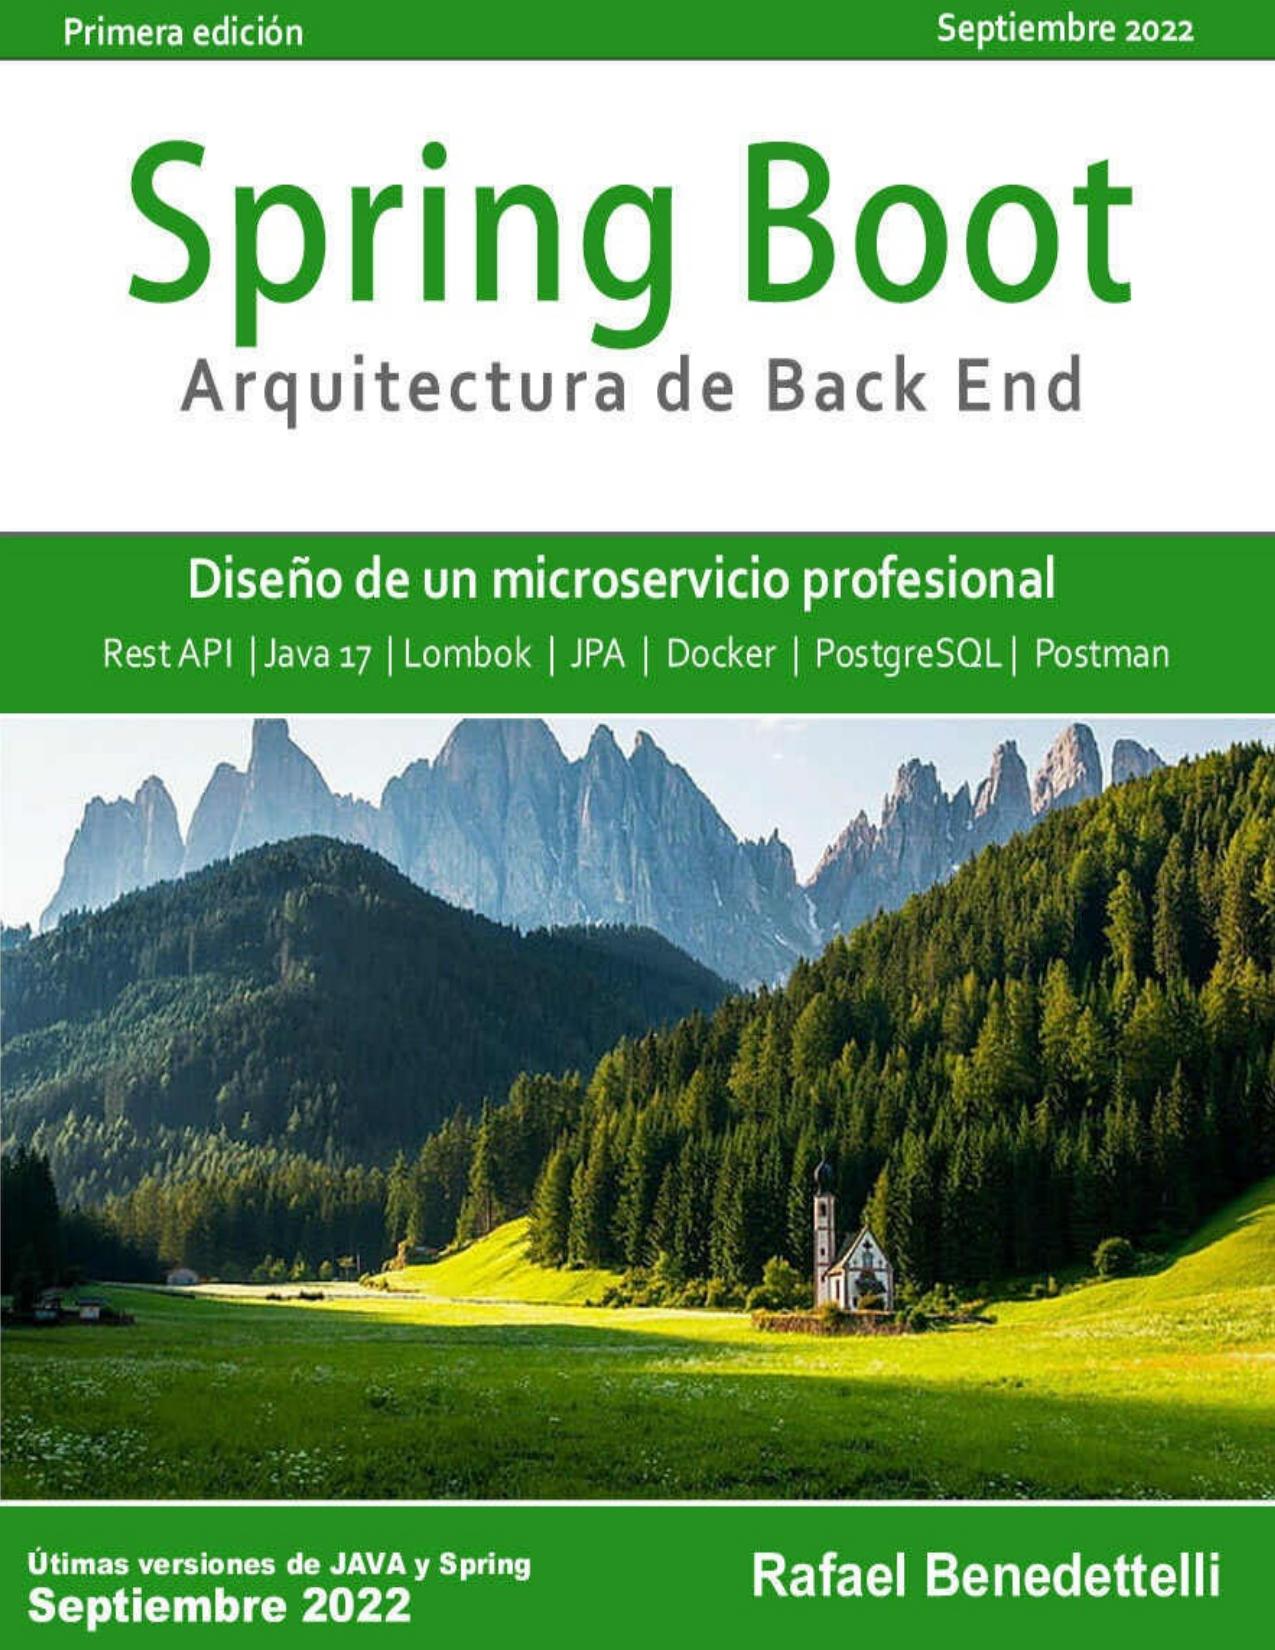 Primera edición
Septiembre 2022
Spring Boot
Arquitectura de Back End
Diseño de un microservicio profesional
Rest API | Java 17 | Lombok | JPA | Docker | PostgreSQL | Postman
Útimas versiones de JAVA y Spring
Septiembre 2022
Rafael Benedettelli